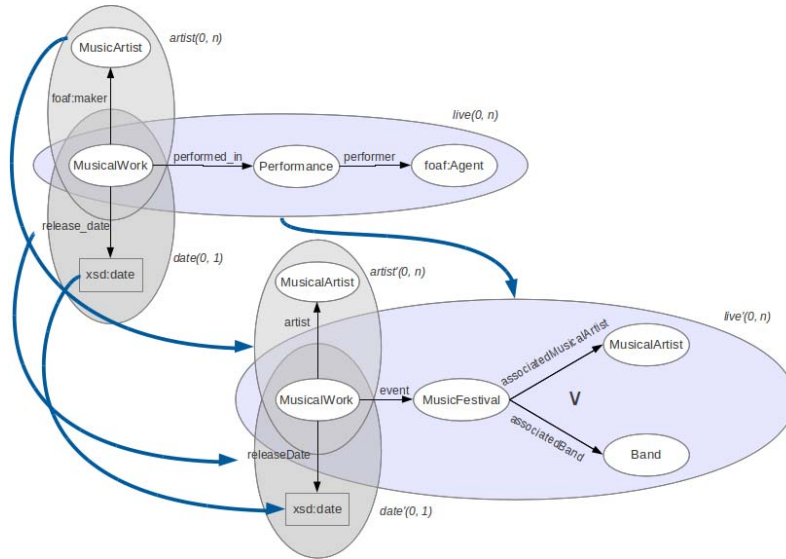 MusicArtist
artist(0, n)
foaf:maker
live(0, n)
MusicalWork
performed_in
Performance
performer
foaf:Agent
release_date
xsd:date
date(0, 1)
MusicalArtist
artist'(0, n)
live'(0, n)
artist
associatedMusicalArtist
MusicalArtist
MusicalWork
event
MusicFestival
V
associatedBand
Band
releaseDate
xsd:date
date'(0, 1)